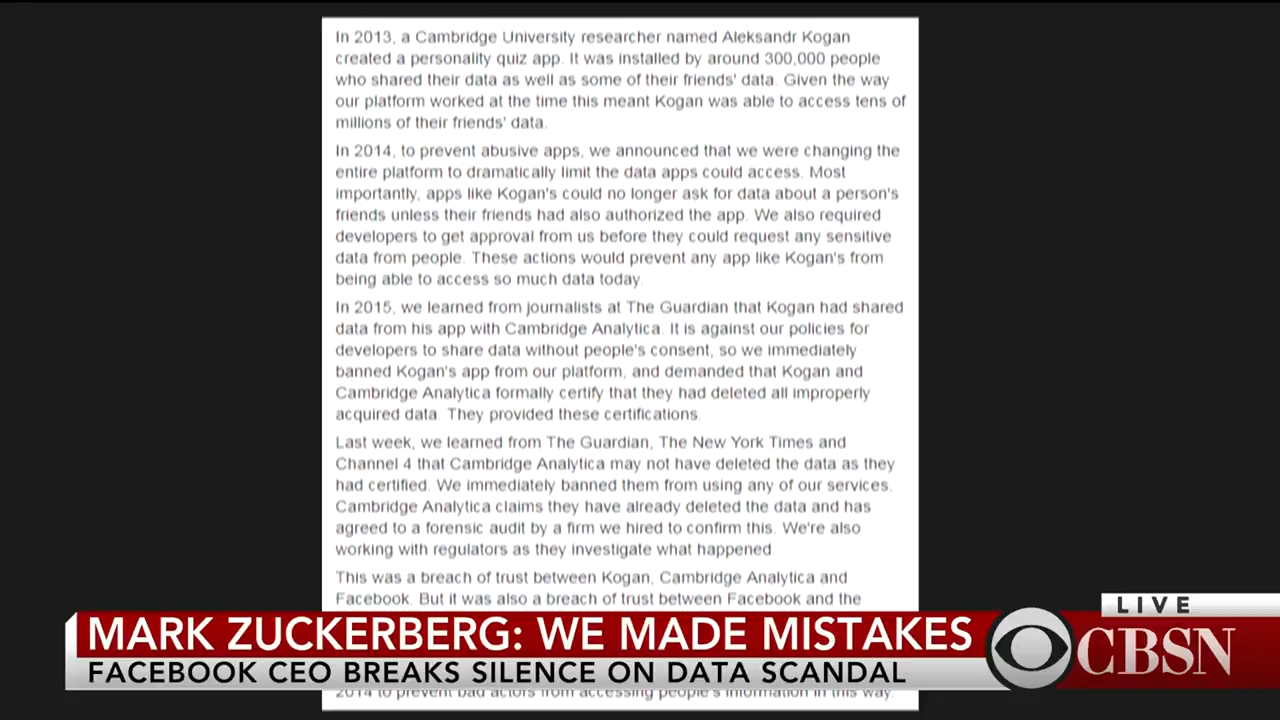 In 2013, a Cambridge University researcher named Aleksandr Kogan
created a personality quiz app. It was installed by around 300,000 people
who shared their data as well as some of their friends' data. Given the way
our platform worked at the time this meant Kogan was able to access tens of
millions of their friends' data.
In 2014, to prevent abusive apps, we announced that we were changing the
entire platform to dramatically limit the data apps could access. Most
importantly, apps like Kogan's could no longer ask for data about a person's
friends unless their friends had also authorized the app. We also required
developers to get approval from us before they could request any sensitive
data from people. These actions would prevent any app like Kogan's from
being able to access so much data today.
In 2015, we learned from journalists at The Guardian that Kogan had shared
data from his app with Cambridge Analytica. It is against our policies for
developers to share data without people's consent, so we immediately
banned Kogan's app from our platform, and demanded that Kogan and
Cambridge Analytica formally certify that they had deleted all improperly
acquired data. They provided these certifications.
Last week, we learned from The Guardian, The New York Times and
Channel 4 that Cambridge Analytica may not have deleted the data as they
had certified. We immediately banned them from using any of our services.
Cambridge Analytica claims they have already deleted the data and has
agreed to a forensic audit by a firm we hired to confirm this. We're also
working with regulators as they investigate what happened.
This was a breach of trust between Kogan, Cambridge Analytica and
Facebook. But it was also a breach of trust between Facebook and the
LIVE
MARK ZUCKERBERG: WE MADE MISTAKES
CBSN
FACEBOOK CEO BREAKS SILENCE ON DATA SCANDAL
2014 to prevent bad actors from accessing people's information in this way.